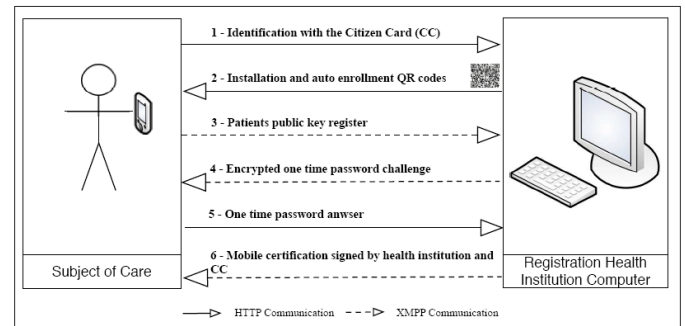 1 - Identification with the Citizen Card (CC)
2 - Installation and auto enrollment QR codes
3 - Patients public key register
4 - Encrypted one time password challenge
5 - One time password anwser
6 - Mobile certification signed by health institution and
CC
Subject of Care
Registration Health
Institution Computer
HTTP Communication
XMPP Communication